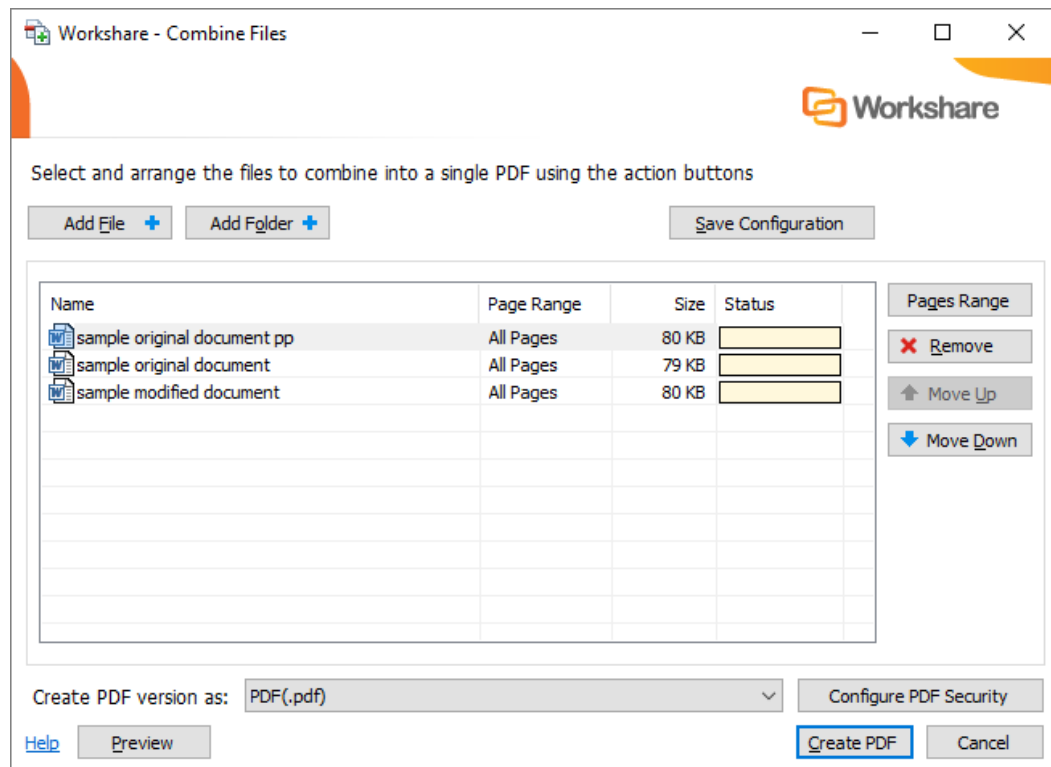 Workshare - Combine Files
Workshare
Select and arrange the files to combine into a single PDF using the action buttons
Add File Add Folder Save Configuration
Name Page Range Size Status
sample original document pp All Pages 80 KB
sample original document All Pages 79 KB
sample modified document All Pages 80 KB
Pages Range
Remove
Move Up
Move Down
Create PDF version as: PDF(.pdf) Configure PDF Security
Help Preview Create PDF Cancel